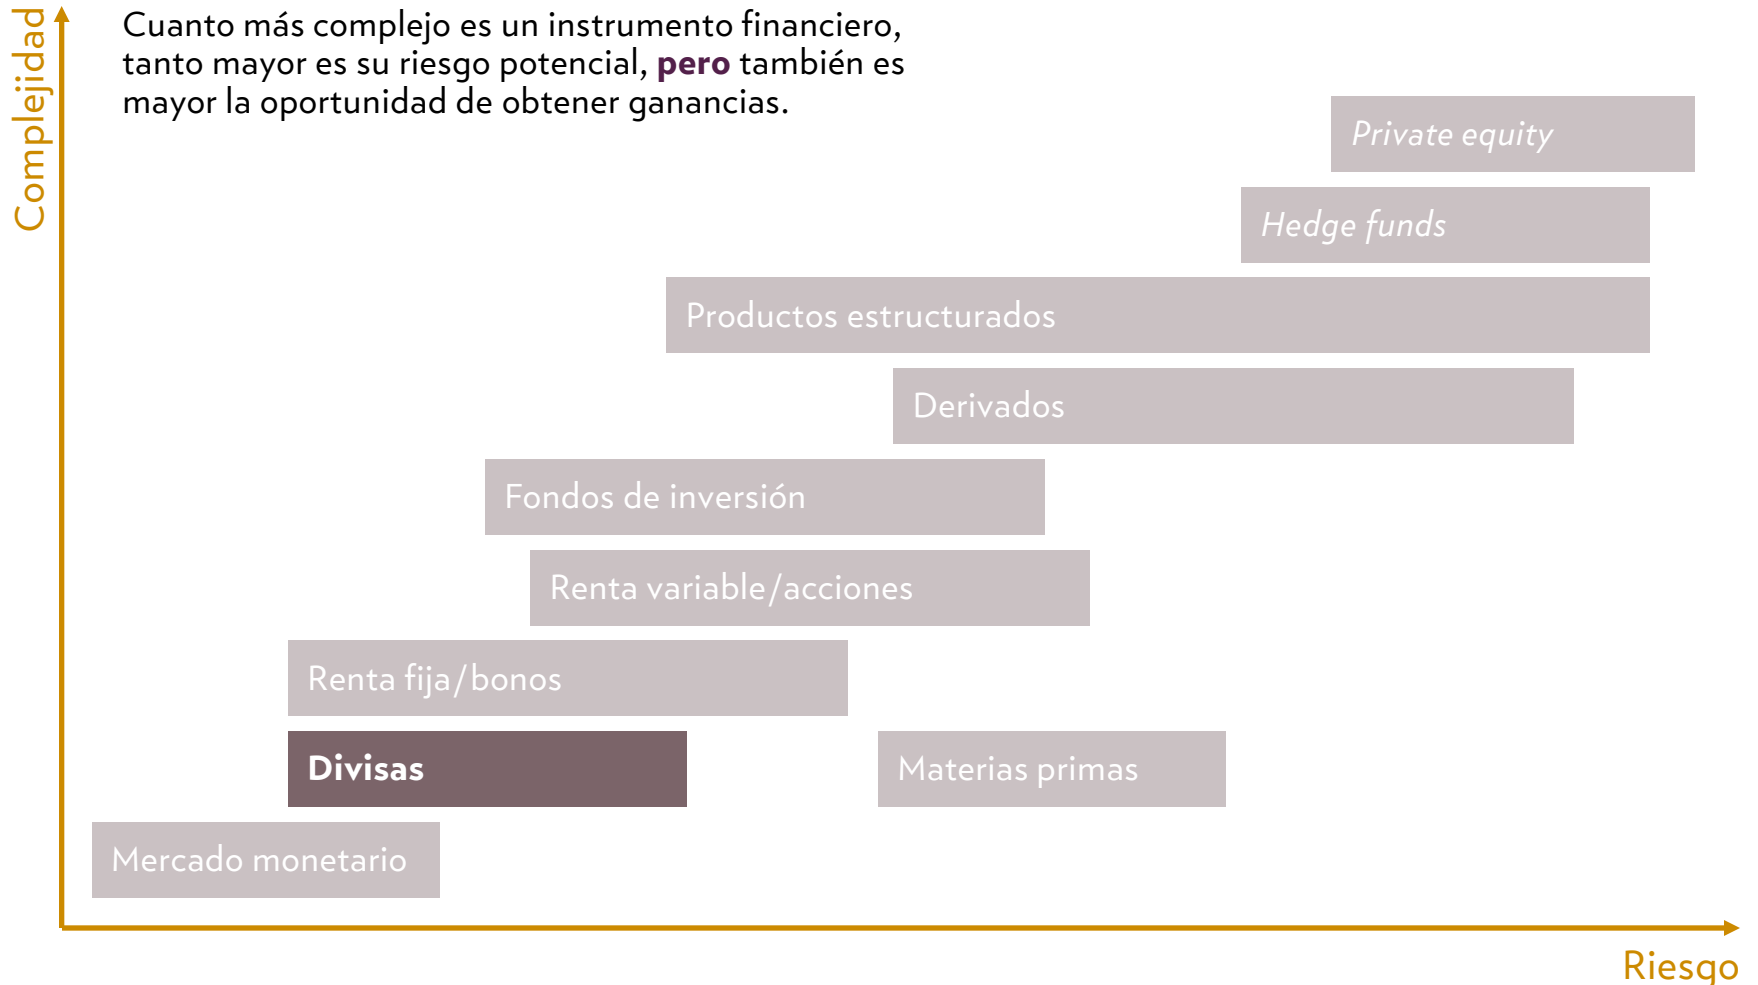 Complejidad
Cuanto más complejo es un instrumento financiero,
tanto mayor es su riesgo potencial, pero también es
mayor la oportunidad de obtener ganancias.
Private equity
Hedge funds
Productos estructurados
Derivados
Fondos de inversión
Renta variable/acciones
Renta fija/bonos
Divisas
Materias primas
Mercado monetario
Riesgo